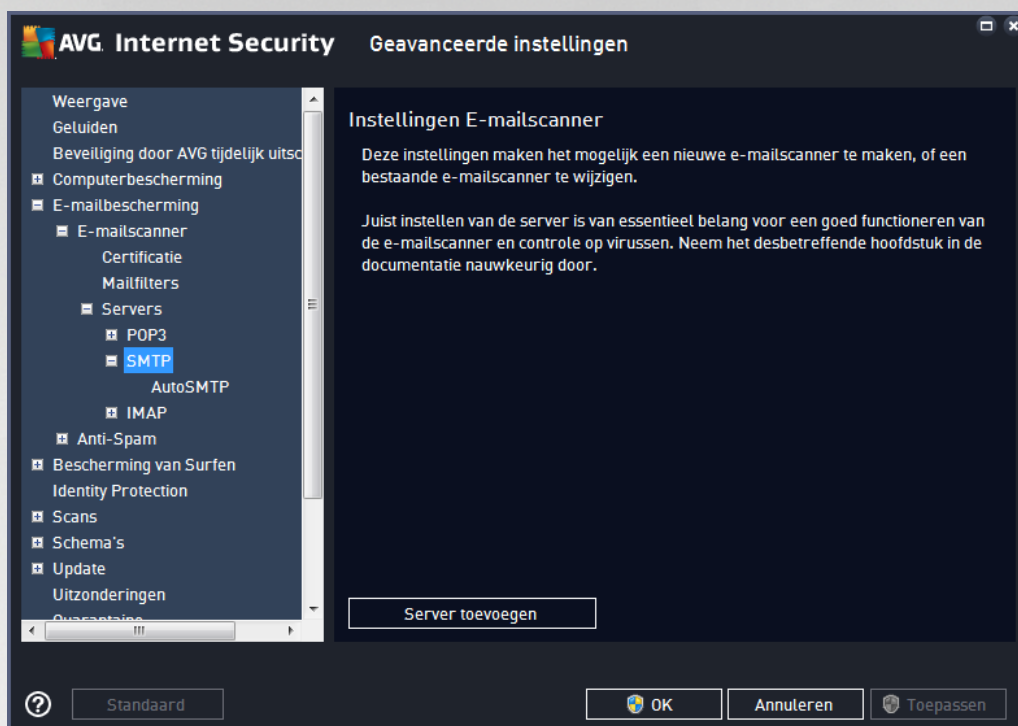 AVG. Internet Security Geavanceerde instellingen
Weergave
Geluiden
Beveiliging door AVG tijdelijk uitsc
Computerbescherming
E-mailbescherming
E-mailscanner
Certificatie
Mailfilters
Servers
POP3
SMTP
AutoSMTP
IMAP
Anti-Spam
Bescherming van Surfen
Identity Protection
Scans
Schema's
Update
Uitzonderingen
Quarantaine
Instellingen E-mailscanner
Deze instellingen maken het mogelijk een nieuwe e-mailscanner te maken, of een
bestaande e-mailscanner te wijzigen.
Juist instellen van de server is van essentieel belang voor een goed functioneren van
de e-mailscanner en controle op virussen. Neem het desbetreffende hoofdstuk in de
documentatie nauwkeurig door.
Server toevoegen
? Standaard OK Annuleren Toepassen